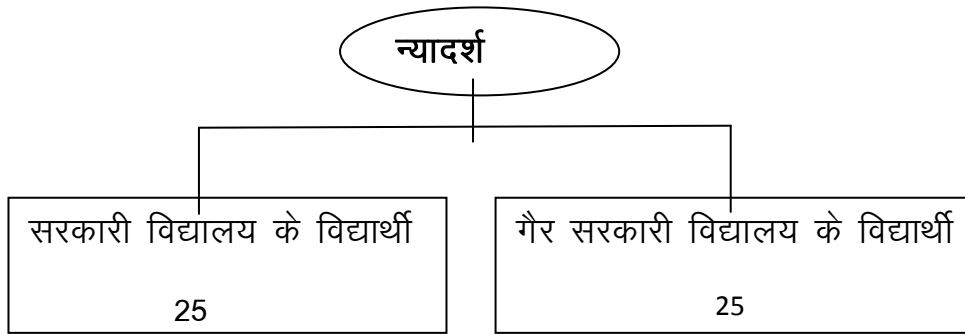 न्यादर्श
सरकारी विद्यालय के विद्यार्थी
25
गैर सरकारी विद्यालय के विद्यार्थी
25